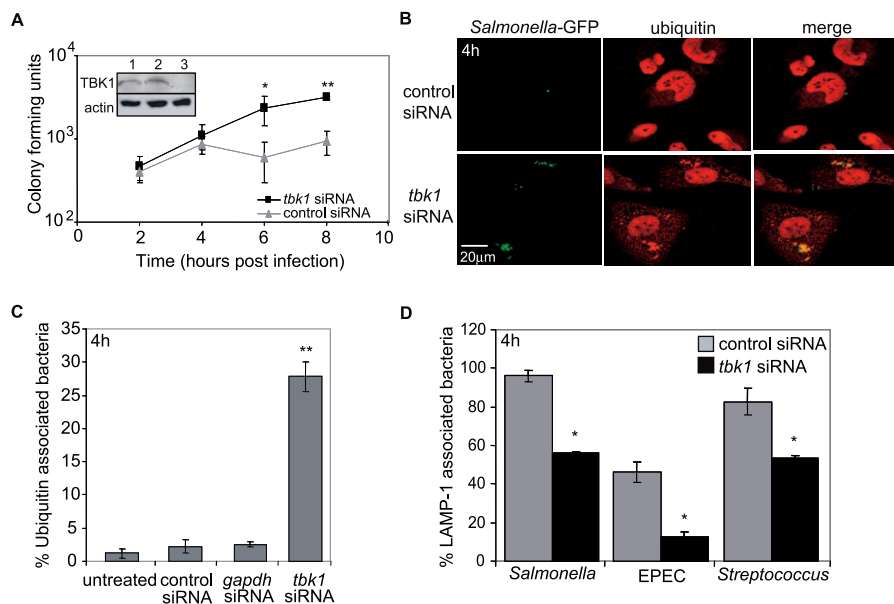 A
10⁴
10³
10²
Colony forming units
1 2 3
TBK1
actin
*
**
tbk1 siRNA
control siRNA
0 2 4 6 8 10
Time (hours post infection)
B
Salmonella-GFP ubiquitin merge
4h
control
siRNA
tbk1
siRNA
20μm
C
4h
% Ubiquitin associated bacteria
35
30
25
20
15
10
5
0
**
untreated control gapdh tbk1
siRNA siRNA siRNA
D
4h
control siRNA
tbk1 siRNA
% LAMP-1 associated bacteria
120
100
80
60
40
20
0
*
*
*
Salmonella EPEC Streptococcus